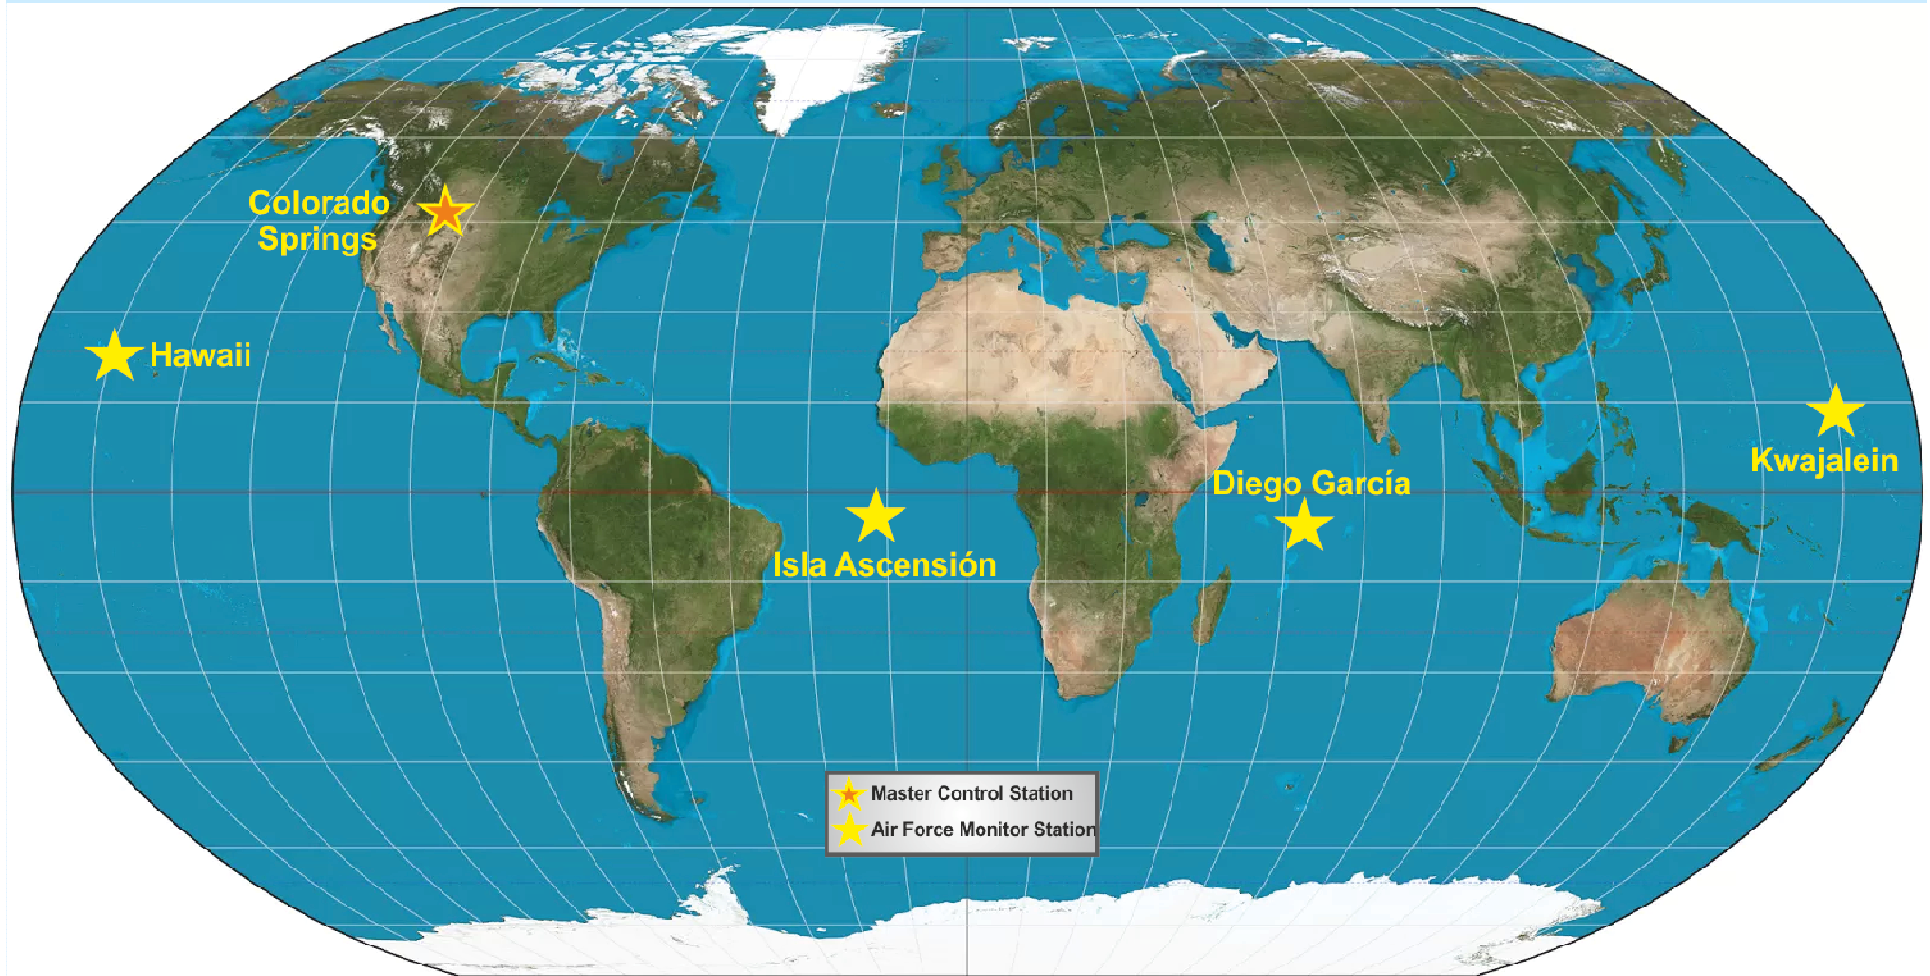 Colorado
Springs
Hawaii
Kwajalein
Diego García
Isla Ascensión
Master Control Station
Air Force Monitor Station